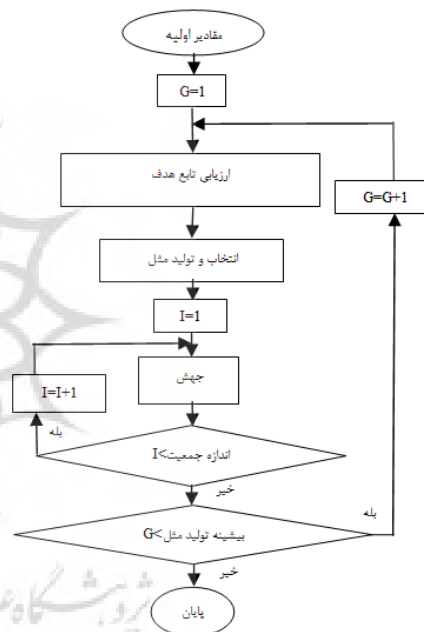 مقادیر اولیه
G=1
ارزیابی تابع هدف
G=G+1
انتخاب و تولید مثل
I=1
جهش
I=I+1
بله
اندازه جمعیت>I
خیر
بله
بیشینه تولید مثل>G
خیر
پایان